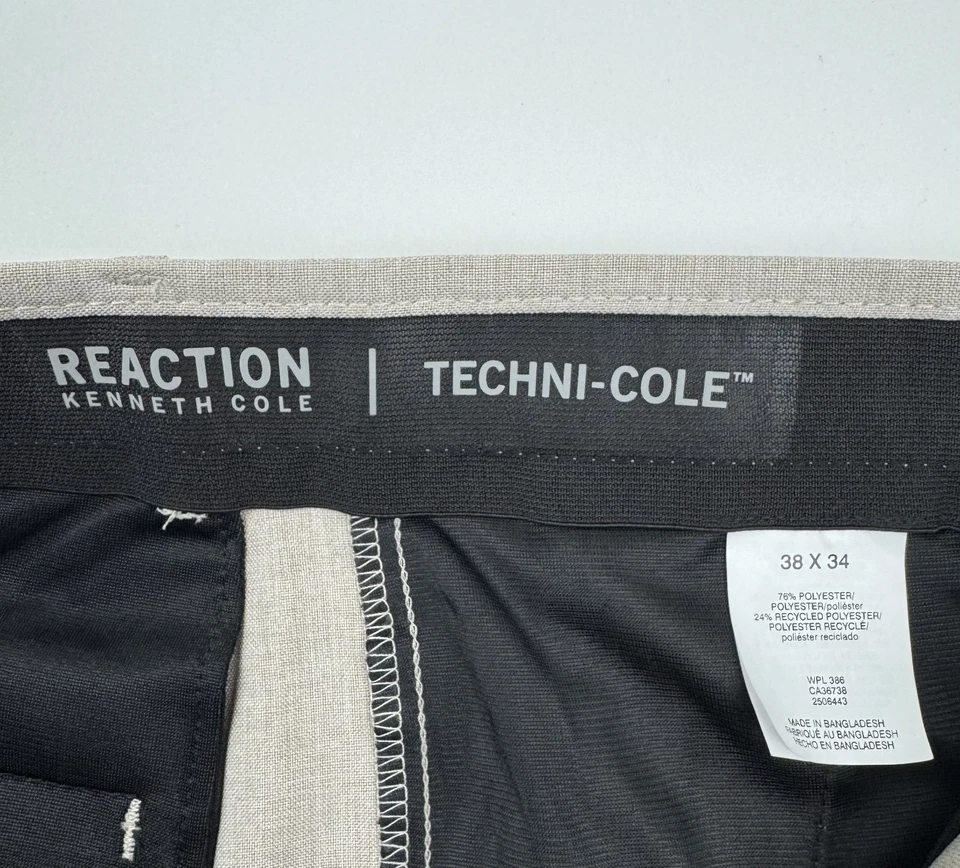 REACTION
KENNETH COLE
TECHNI-COLE™
38 X 34
76% POLYESTER/
POLYESTER/poliéster
24% RECYCLED POLYESTER/
POLYESTER RECYCLÉ/
poliéster reciclado
WPL 386
CA36738
2506443
MADE IN BANGLADESH
FABRIQUÉ AU BANGLADESH
HECHO EN BANGLADESH